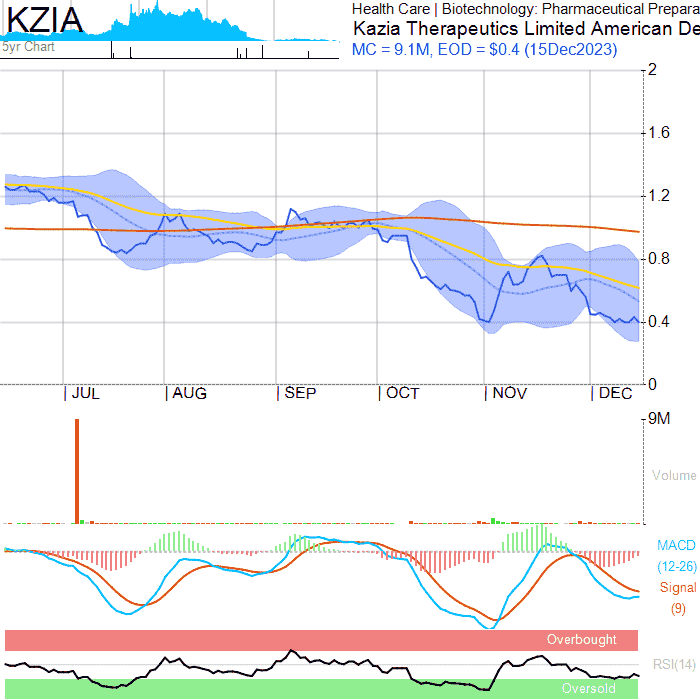 KZIA
5yr Chart
Health Care | Biotechnology: Pharmaceutical Prepara
Kazia Therapeutics Limited American De
MC = 9.1M, EOD = $0.4 (15Dec2023)
2
1.6
1.2
0.8
0.4
0
JUL AUG SEP OCT NOV DEC
9M
Volume
MACD
(12-26)
Signal
(9)
Overbought
RSI(14)
Oversold